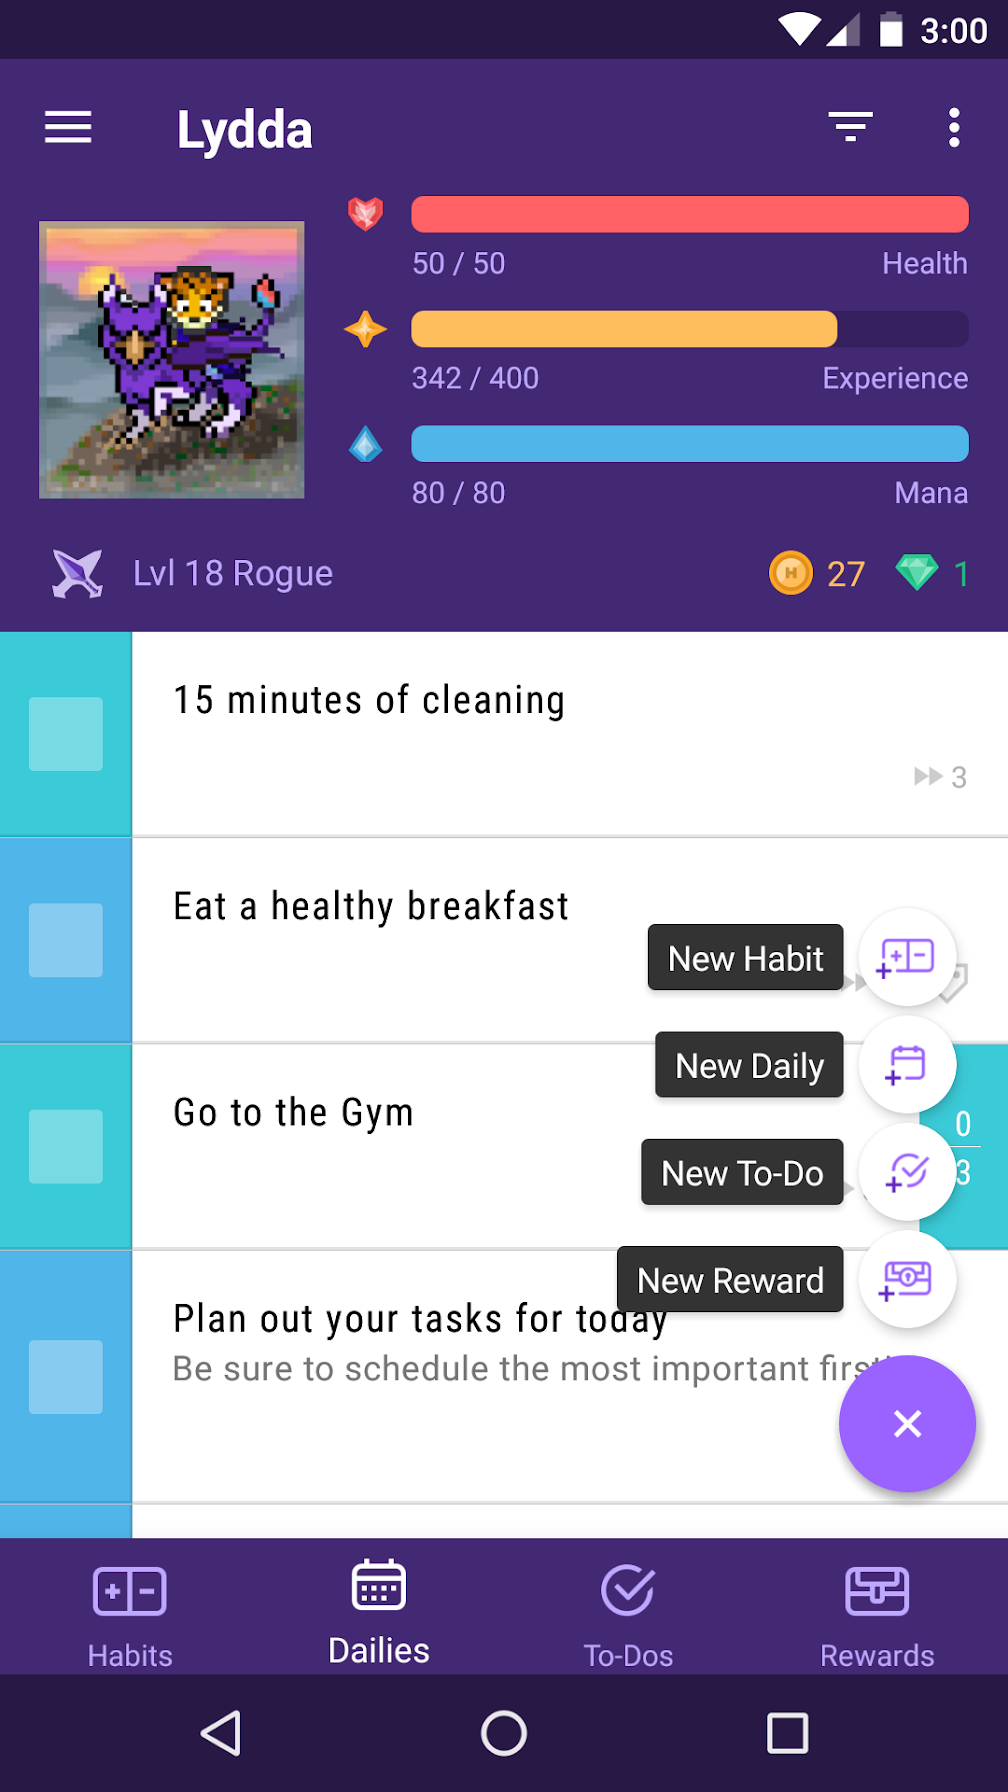 3:00
Lydda
50 / 50 Health
342 / 400 Experience
80 / 80 Mana
Lvl 18 Rogue
H 27 1
15 minutes of cleaning
3
Eat a healthy breakfast
New Habit
New Daily
Go to the Gym
0
3
New To-Do
New Reward
Plan out your tasks for today
Be sure to schedule the most important first
Habits Dailies To-Dos Rewards